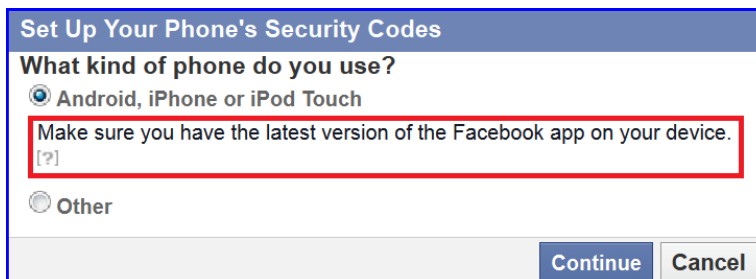 Set Up Your Phone's Security Codes
What kind of phone do you use?
Android, iPhone or iPod Touch
Make sure you have the latest version of the Facebook app on your device.
[?]
Other
Continue Cancel